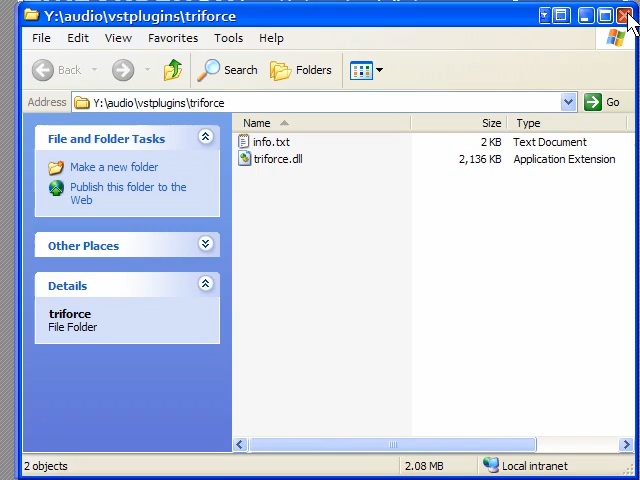 Y:\audio\vstplugins\triforce
File Edit View Favorites Tools Help
Back Search Folders
Address Y:\audio\vstplugins\triforce Go
File and Folder Tasks
Make a new folder
Publish this folder to the
Web
Other Places
Details
triforce
File Folder
Name Size Type
info.txt 2 KB Text Document
triforce.dll 2,136 KB Application Extension
2 objects 2.08 MB Local intranet